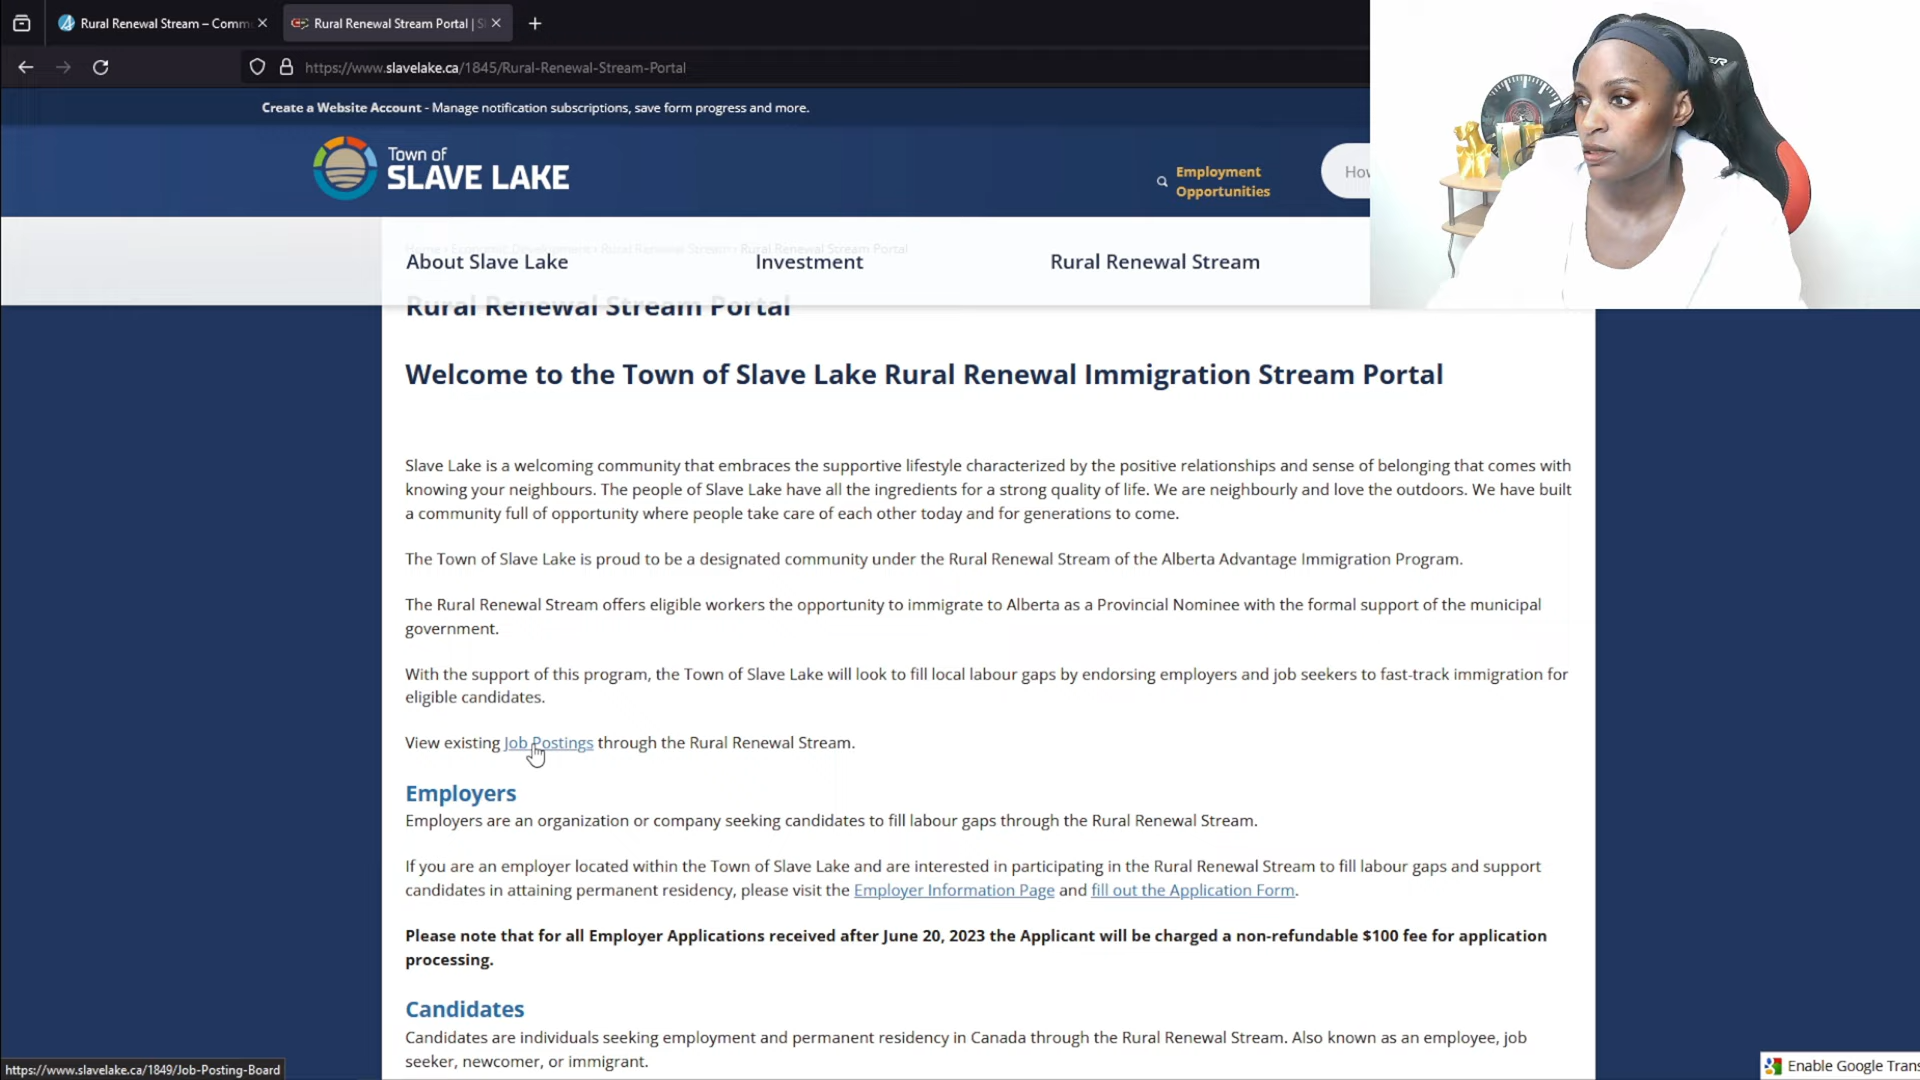 Rural Renewal Stream – Comm
Rural Renewal Stream Portal | S
https://www.slavelake.ca/1845/Rural-Renewal-Stream-Portal
Create a Website Account - Manage notification subscriptions, save form progress and more.
Town of
SLAVE LAKE
Employment
Opportunities
How
Home › Economic Development › Rural Renewal Stream › Rural Renewal Stream Portal
About Slave Lake
Investment
Rural Renewal Stream
Rural Renewal Stream Portal
Welcome to the Town of Slave Lake Rural Renewal Immigration Stream Portal
Slave Lake is a welcoming community that embraces the supportive lifestyle characterized by the positive relationships and sense of belonging that comes with
knowing your neighbours. The people of Slave Lake have all the ingredients for a strong quality of life. We are neighbourly and love the outdoors. We have built
a community full of opportunity where people take care of each other today and for generations to come.
The Town of Slave Lake is proud to be a designated community under the Rural Renewal Stream of the Alberta Advantage Immigration Program.
The Rural Renewal Stream offers eligible workers the opportunity to immigrate to Alberta as a Provincial Nominee with the formal support of the municipal
government.
With the support of this program, the Town of Slave Lake will look to fill local labour gaps by endorsing employers and job seekers to fast-track immigration for
eligible candidates.
View existing Job Postings through the Rural Renewal Stream.
Employers
Employers are an organization or company seeking candidates to fill labour gaps through the Rural Renewal Stream.
If you are an employer located within the Town of Slave Lake and are interested in participating in the Rural Renewal Stream to fill labour gaps and support
candidates in attaining permanent residency, please visit the Employer Information Page and fill out the Application Form.
Please note that for all Employer Applications received after June 20, 2023 the Applicant will be charged a non-refundable $100 fee for application
processing.
Candidates
Candidates are individuals seeking employment and permanent residency in Canada through the Rural Renewal Stream. Also known as an employee, job
seeker, newcomer, or immigrant.
https://www.slavelake.ca/1849/Job-Posting-Board
Enable Google Trans